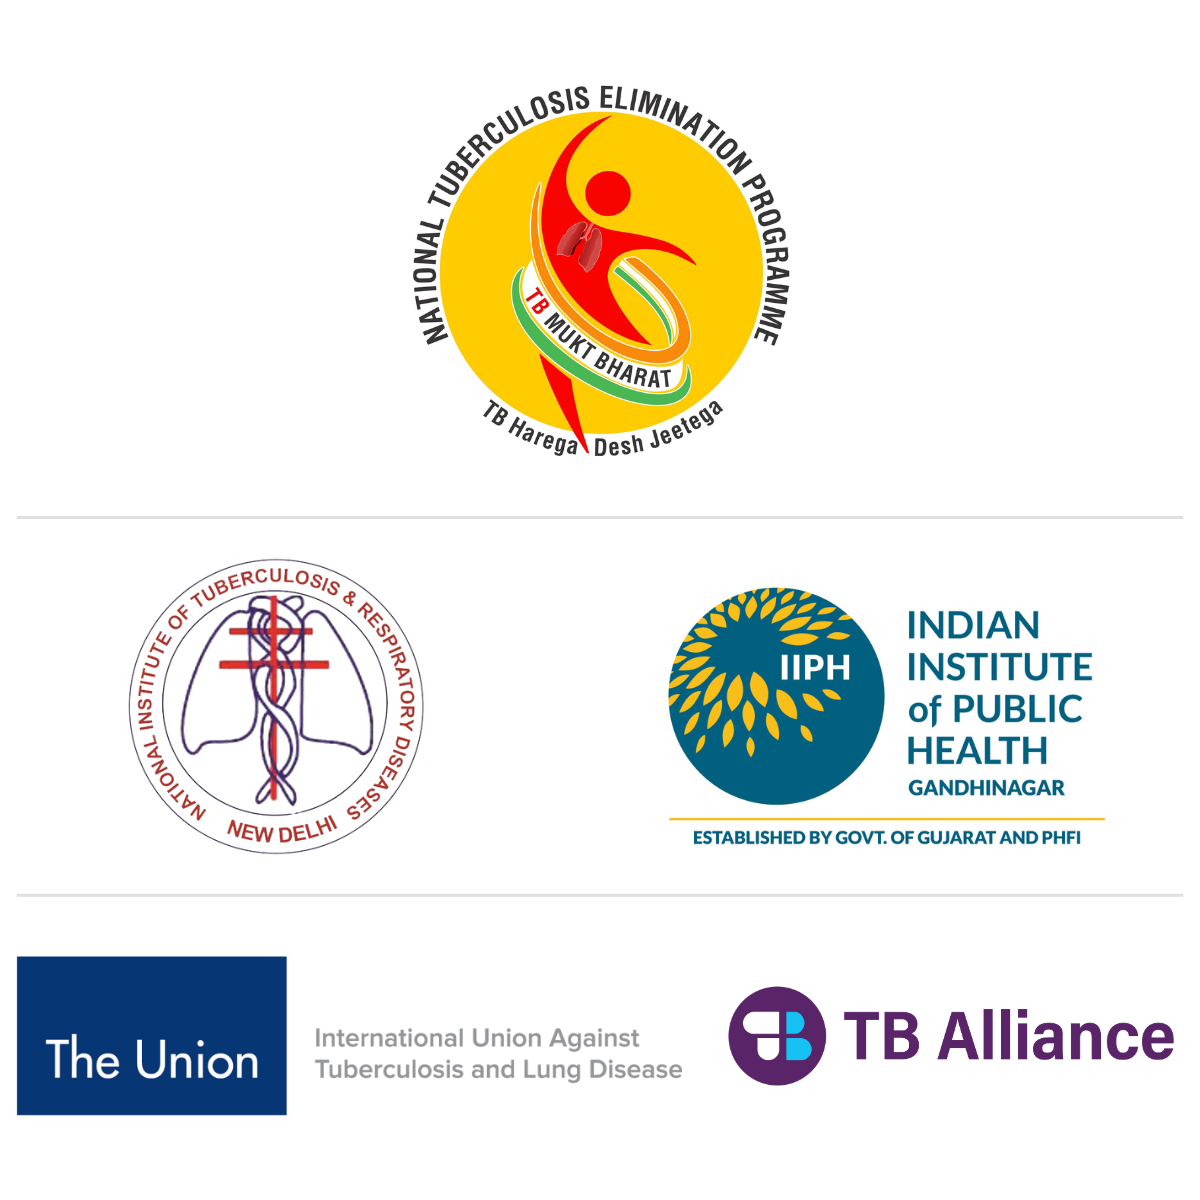 NATIONAL TUBERCULOSIS ELIMINATION PROGRAMME
TB MUKT BHARAT
TB Harega Desh Jeetega
NATIONAL INSTITUTE OF TUBERCULOSIS & RESPIRATORY DISEASES
NEW DELHI
IIPH
INDIAN
INSTITUTE
of PUBLIC
HEALTH
GANDHINAGAR
ESTABLISHED BY GOVT. OF GUJARAT AND PHFI
The Union
International Union Against
Tuberculosis and Lung Disease
TB Alliance